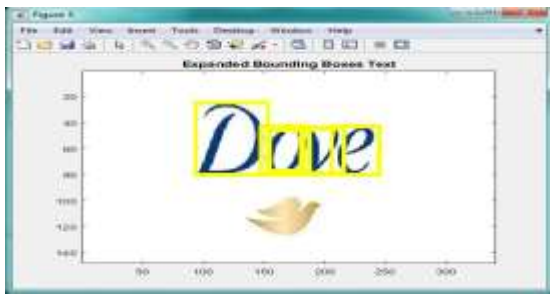 Figure 5
File Edit View Insert Tools Desktop Window Help
Expanded Bounding Boxes Text
Dove
20
40
60
80
100
120
140
50 100 150 200 250 300